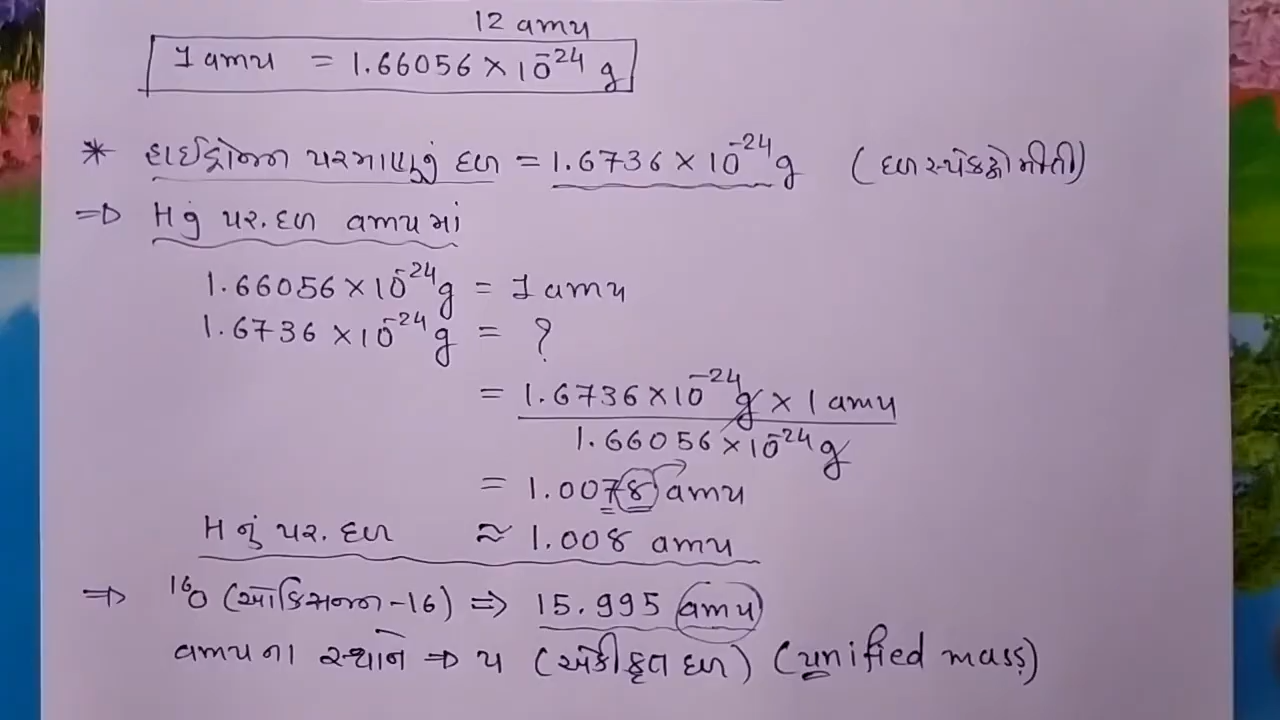 12 amu
1 amu = 1.66056 × 10⁻²⁴ g
* હાઈડ્રોજન પરમાણુનું દળ = 1.6736 × 10⁻²⁴ g (દળ સ્પેક્ટ્રોમીતી)
⇒ H નું પર. દળ amu માં
1.66056 × 10⁻²⁴ g = 1 amu
1.6736 × 10⁻²⁴ g = ?
= 1.6736 × 10⁻²⁴ g × 1 amu
1.66056 × 10⁻²⁴ g
= 1.0078 amu
H નું પર. દળ ≈ 1.008 amu
⇒ ¹⁶O (ઑક્સિજન-16) ⇒ 15.995 amu
amu ના સ્થાને ⇒ u (એકીકૃત દળ) (unified mass)